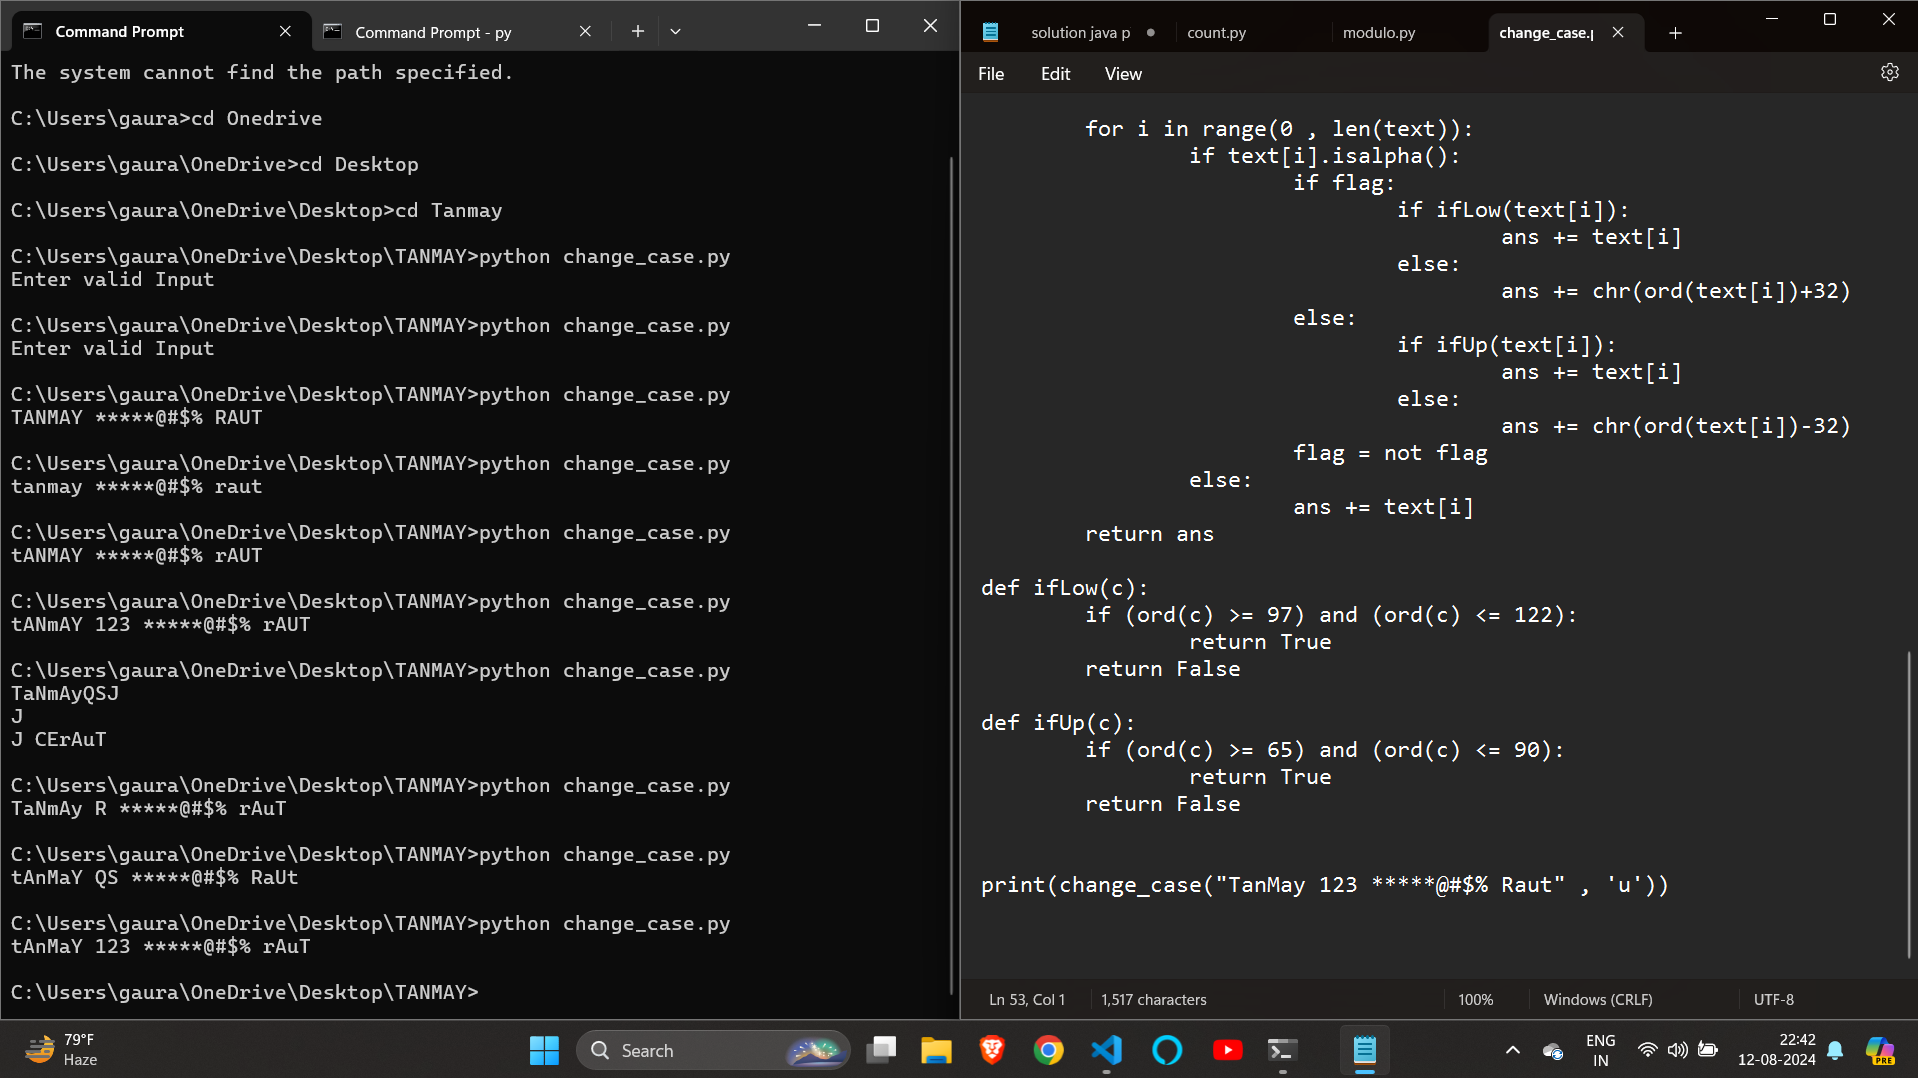 Command Prompt
Command Prompt - py
The system cannot find the path specified.
C:\Users\gaura>cd Onedrive
C:\Users\gaura\OneDrive>cd Desktop
C:\Users\gaura\OneDrive\Desktop>cd Tanmay
C:\Users\gaura\OneDrive\Desktop\TANMAY>python change_case.py
Enter valid Input
C:\Users\gaura\OneDrive\Desktop\TANMAY>python change_case.py
Enter valid Input
C:\Users\gaura\OneDrive\Desktop\TANMAY>python change_case.py
TANMAY *****@#$% RAUT
C:\Users\gaura\OneDrive\Desktop\TANMAY>python change_case.py
tanmay *****@#$% raut
C:\Users\gaura\OneDrive\Desktop\TANMAY>python change_case.py
tANMAY *****@#$% rAUT
C:\Users\gaura\OneDrive\Desktop\TANMAY>python change_case.py
tANmAY 123 *****@#$% rAUT
C:\Users\gaura\OneDrive\Desktop\TANMAY>python change_case.py
TaNmAyQSJ
J
J CErAuT
C:\Users\gaura\OneDrive\Desktop\TANMAY>python change_case.py
TaNmAy R *****@#$% rAuT
C:\Users\gaura\OneDrive\Desktop\TANMAY>python change_case.py
tAnMaY QS *****@#$% RaUt
C:\Users\gaura\OneDrive\Desktop\TANMAY>python change_case.py
tAnMaY 123 *****@#$% rAuT
C:\Users\gaura\OneDrive\Desktop\TANMAY>
solution java p
count.py
modulo.py
change_case.p
File Edit View
for i in range(0 , len(text)):
if text[i].isalpha():
if flag:
if ifLow(text[i]):
ans += text[i]
else:
ans += chr(ord(text[i])+32)
else:
if ifUp(text[i]):
ans += text[i]
else:
ans += chr(ord(text[i])-32)
flag = not flag
else:
ans += text[i]
return ans
def ifLow(c):
if (ord(c) >= 97) and (ord(c) <= 122):
return True
return False
def ifUp(c):
if (ord(c) >= 65) and (ord(c) <= 90):
return True
return False
print(change_case("TanMay 123 *****@#$% Raut" , 'u'))
Ln 53, Col 1 1,517 characters 100% Windows (CRLF) UTF-8
79°F
Haze
Search
ENG
IN
22:42
12-08-2024
PRE